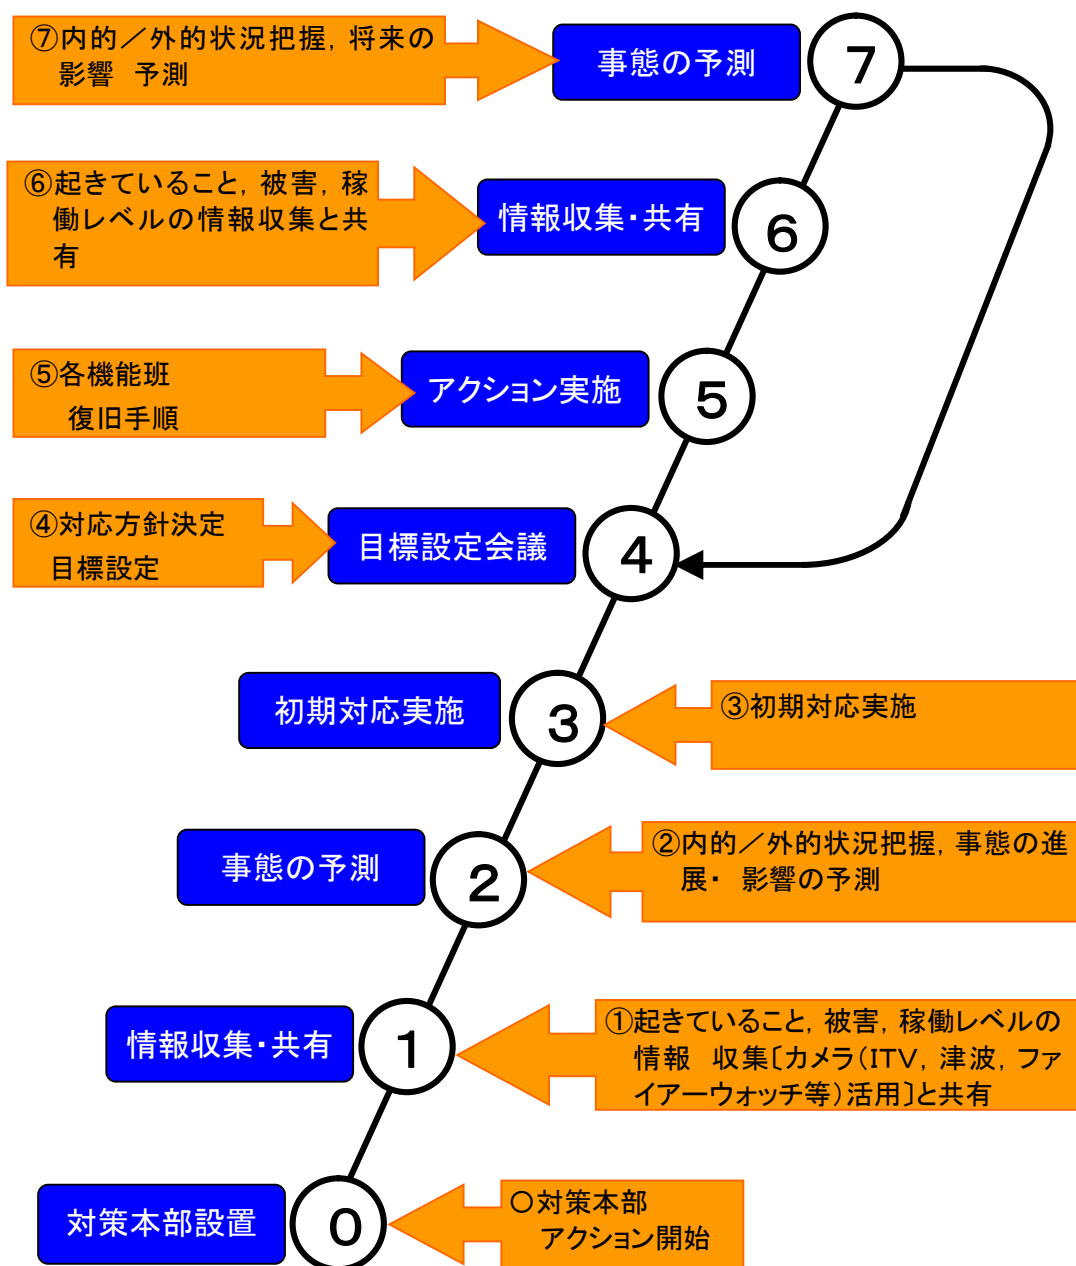 ⑦内的／外的状況把握，将来の
影響　予測
事態の予測
7
⑥起きていること，被害，稼
働レベルの情報収集と共
有
情報収集・共有
6
⑤各機能班
復旧手順
アクション実施
5
④対応方針決定
目標設定
目標設定会議
4
初期対応実施
3
③初期対応実施
事態の予測
2
②内的／外的状況把握，事態の進
展・　影響の予測
情報収集・共有
1
①起きていること，被害，稼働レベルの
情報　収集〔カメラ（ITV，津波，ファ
イアーウォッチ等）活用〕と共有
対策本部設置
0
〇対策本部
アクション開始